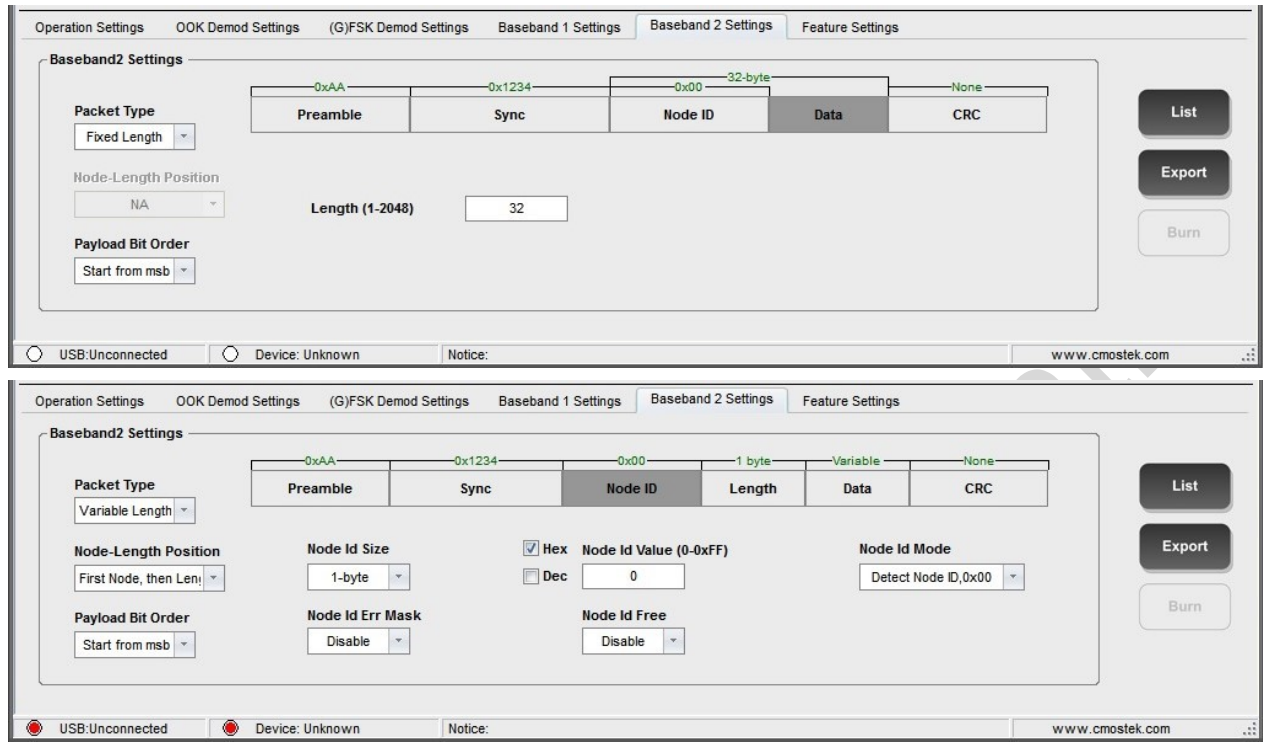 Operation Settings OOK Demod Settings (G)FSK Demod Settings Baseband 1 Settings Baseband 2 Settings Feature Settings
Baseband2 Settings
32-byte
0xAA 0x1234 0x00 None
Packet Type Preamble Sync Node ID Data CRC List
Fixed Length
Node-Length Position Export
NA Length (1-2048) 32
Payload Bit Order Burn
Start from msb
USB:Unconnected Device: Unknown Notice: www.cmostek.com
Operation Settings OOK Demod Settings (G)FSK Demod Settings Baseband 1 Settings Baseband 2 Settings Feature Settings
Baseband2 Settings
0xAA 0x1234 0x00 1 byte Variable None
Packet Type Preamble Sync Node ID Length Data CRC List
Variable Length
Node-Length Position Node Id Size Hex Node Id Value (0-0xFF) Node Id Mode Export
First Node, then Leng 1-byte Dec 0 Detect Node ID,0x00
Payload Bit Order Node Id Err Mask Node Id Free Burn
Start from msb Disable Disable
USB:Unconnected Device: Unknown Notice: www.cmostek.com